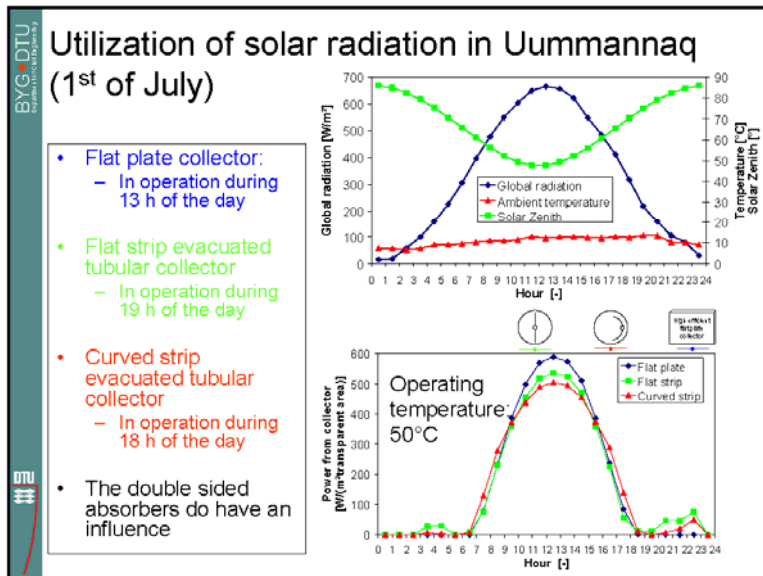 BYG•DTU
Utilization of solar radiation in Uummannaq
(1st of July)
• Flat plate collector:
– In operation during
13 h of the day
• Flat strip evacuated
tubular collector
– In operation during
19 h of the day
• Curved strip
evacuated tubular
collector
– In operation during
18 h of the day
• The double sided
absorbers do have an
influence
DTU
Global radiation [W/m²]
700
600
500
400
300
200
100
0
90
80
70
60
50
40
30
20
10
0
Temperature [°C]
Solar Zenith [°]
Global radiation
Ambient temperature
Solar Zenith
0 1 2 3 4 5 6 7 8 9 10 11 12 13 14 15 16 17 18 19 20 21 22 23 24
Hour [-]
High efficient
flat plate
collector
Power from collector
[W/(m²transparent area)]
600
500
400
300
200
100
0
Operating
temperature:
50°C
Flat plate
Flat strip
Curved strip
0 1 2 3 4 5 6 7 8 9 10 11 12 13 14 15 16 17 18 19 20 21 22 23 24
Hour [-]